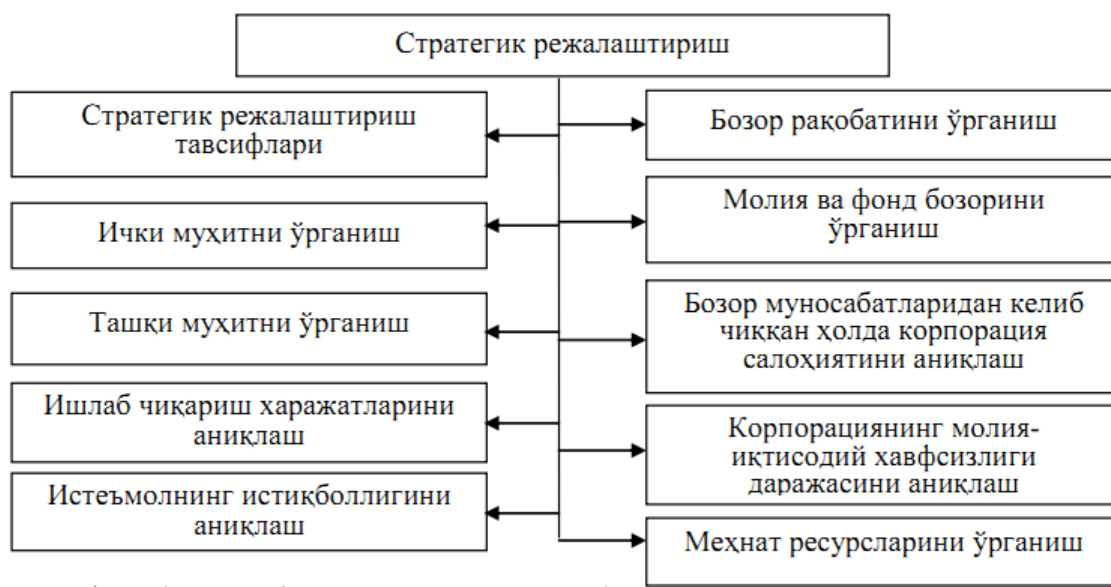 Стратегик режалаштириш
Стратегик режалаштириш
тавсифлари
Ички муҳитни ўрганиш
Ташқи муҳитни ўрганиш
Ишлаб чиқариш харажатларини
аниқлаш
Истеъмолнинг истиқболлигини
аниқлаш
Бозор рақобатини ўрганиш
Молия ва фонд бозорини
ўрганиш
Бозор муносабатларидан келиб
чиққан ҳолда корпорация
салоҳиятини аниқлаш
Корпорациянинг молия-
иқтисодий хавфсизлиги
даражасини аниқлаш
Меҳнат ресурсларини ўрганиш